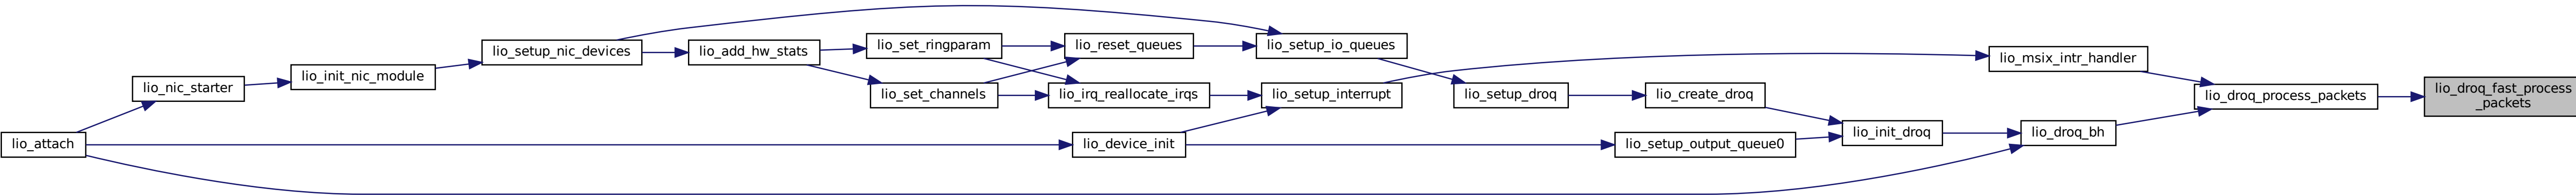 lio_attach
lio_nic_starter
lio_init_nic_module
lio_setup_nic_devices
lio_add_hw_stats
lio_set_ringparam
lio_set_channels
lio_reset_queues
lio_irq_reallocate_irqs
lio_device_init
lio_setup_io_queues
lio_setup_interrupt
lio_setup_droq
lio_setup_output_queue0
lio_create_droq
lio_init_droq
lio_msix_intr_handler
lio_droq_bh
lio_droq_process_packets
lio_droq_fast_process
_packets